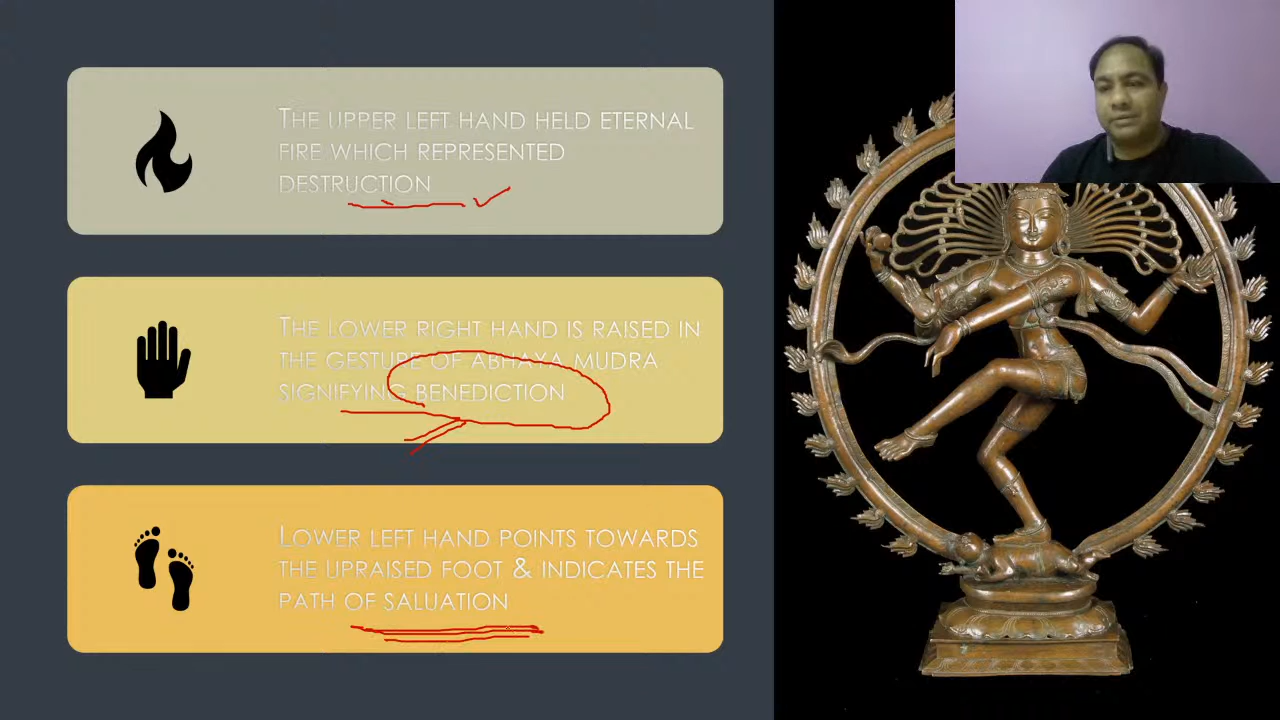 The upper left hand held eternal
fire which represented
destruction
The lower right hand is raised in
the gesture of abhaya mudra
signifying benediction
Lower left hand points towards
the upraised foot & indicates the
path of saluation